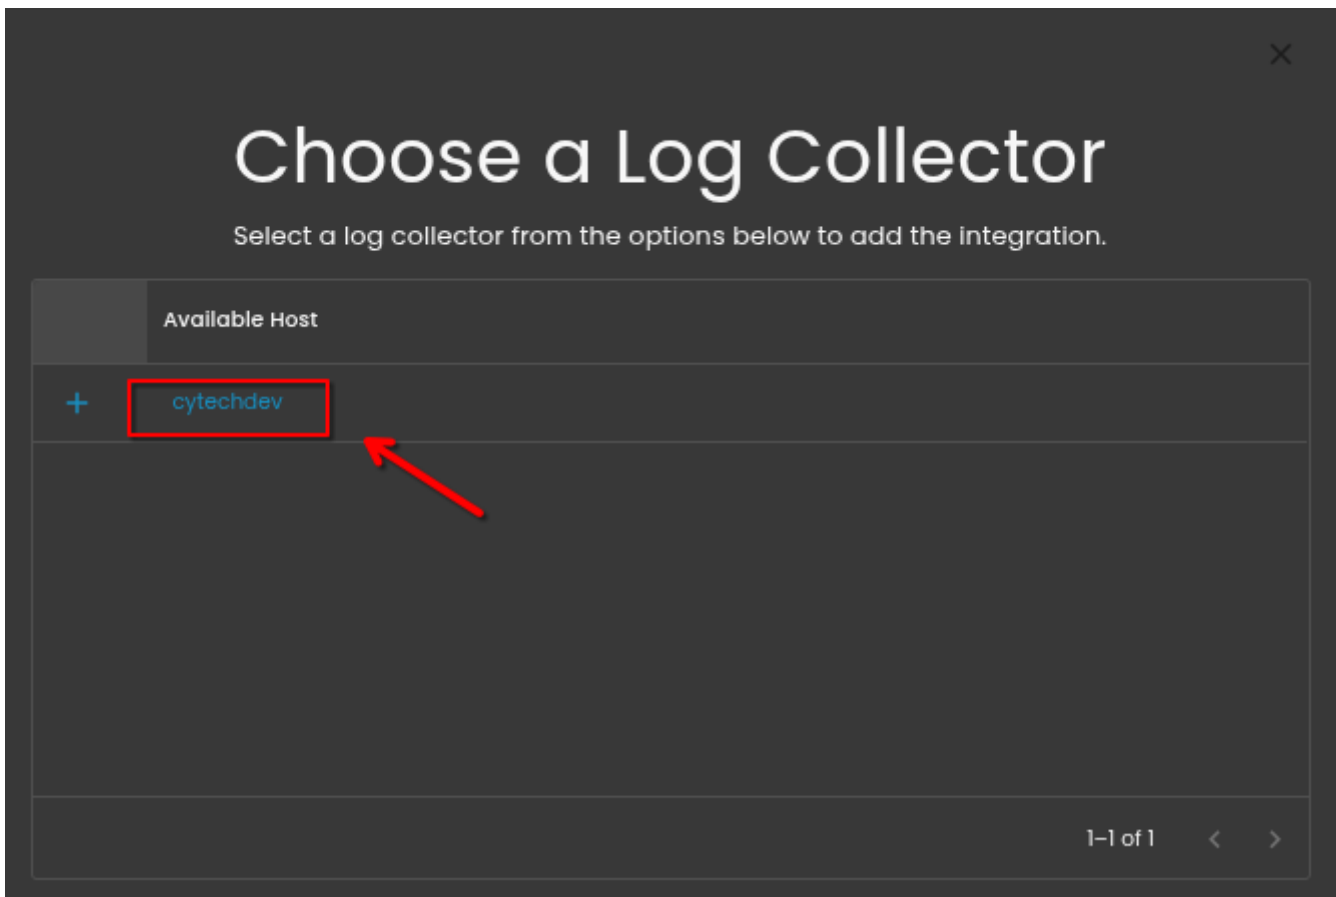 Choose a Log Collector
Select a log collector from the options below to add the integration.
Available Host
cytechdev
1–1 of 1